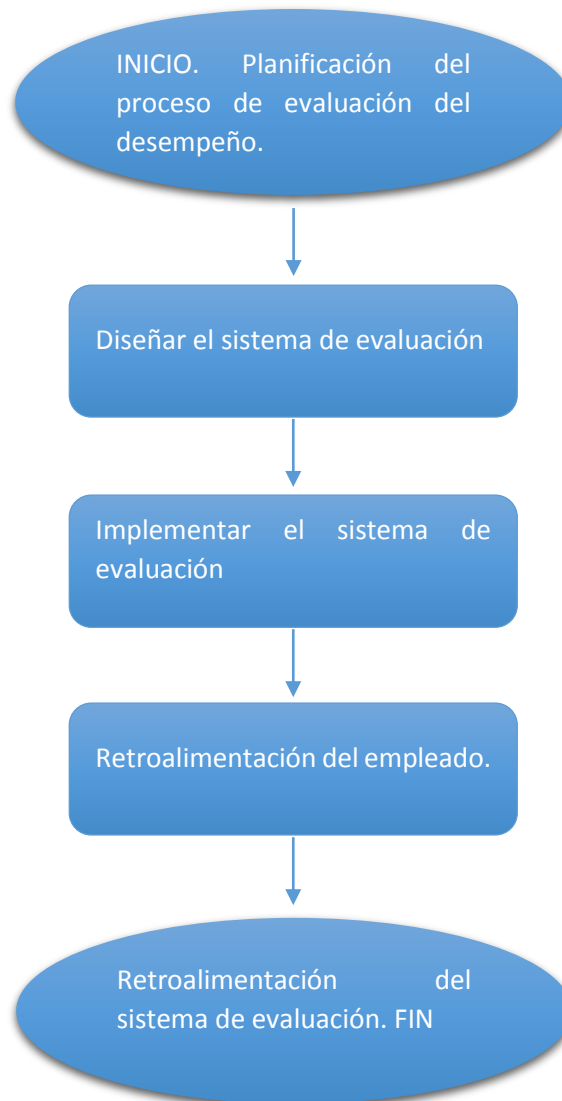 INICIO. Planificación del
proceso de evaluación del
desempeño.
Diseñar el sistema de evaluación
Implementar el sistema de
evaluación
Retroalimentación del empleado.
Retroalimentación del
sistema de evaluación. FIN